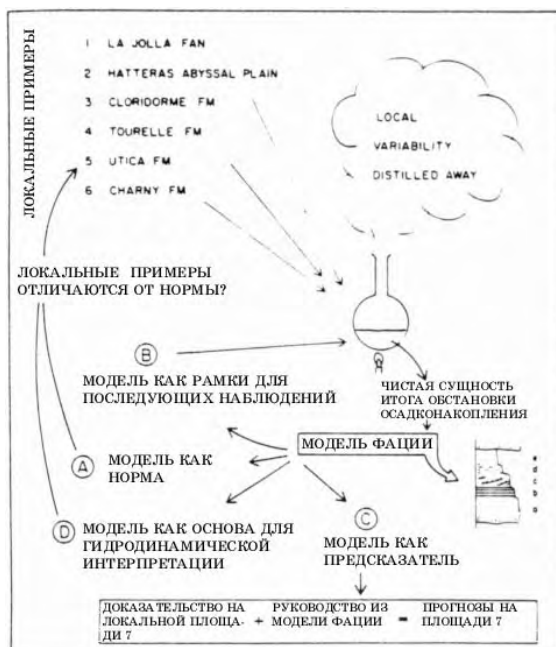 ЛОКАЛЬНЫЕ ПРИМЕРЫ
1 LA JOLLA FAN
2 HATTERAS ABYSSAL PLAIN
3 CLORIDORME FM
4 TOURELLE FM
5 UTICA FM
6 CHARNY FM
LOCAL
VARIABILITY
DISTILLED AWAY
ЛОКАЛЬНЫЕ ПРИМЕРЫ
ОТЛИЧАЮТСЯ ОТ НОРМЫ?
B
МОДЕЛЬ КАК РАМКИ ДЛЯ
ПОСЛЕДУЮЩИХ НАБЛЮДЕНИЙ
ЧИСТАЯ СУЩНОСТЬ
ИТОГА ОБСТАНОВКИ
ОСАДКОНАКОПЛЕНИЯ
МОДЕЛЬ ФАЦИИ
A
МОДЕЛЬ КАК
НОРМА
e
d
c
b
a
D
МОДЕЛЬ КАК ОСНОВА ДЛЯ
ГИДРОДИНАМИЧЕСКОЙ
ИНТЕРПРЕТАЦИИ
C
МОДЕЛЬ КАК
ПРЕДСКАЗАТЕЛЬ
ДОКАЗАТЕЛЬСТВО НА
ЛОКАЛЬНОЙ ПЛОЩА-
ДИ 7
+
РУКОВОДСТВО ИЗ
МОДЕЛИ ФАЦИИ
=
ПРОГНОЗЫ НА
ПЛОЩАДИ 7